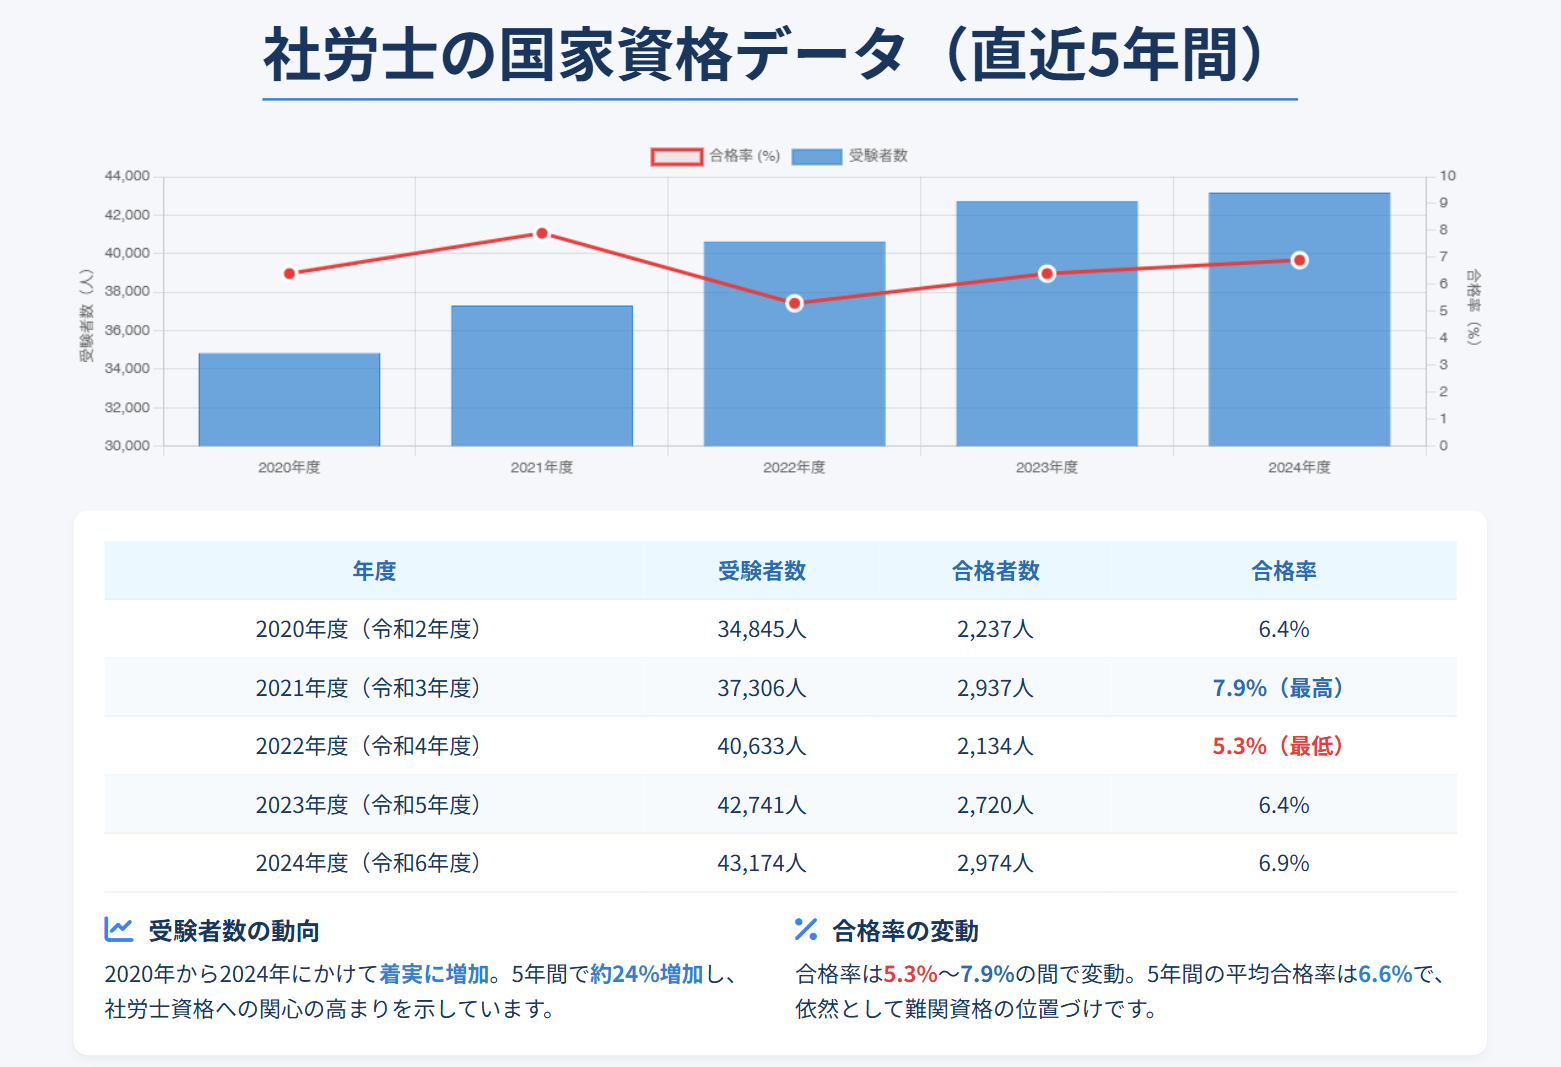 社労士の国家資格データ（直近5年間）
合格率 (%) 受験者数
44,000
42,000
40,000
38,000
36,000
34,000
32,000
30,000
受験者数（人）
10
9
8
7
6
5
4
3
2
1
0
合格率（%）
2020年度 2021年度 2022年度 2023年度 2024年度
年度 受験者数 合格者数 合格率
2020年度（令和2年度） 34,845人 2,237人 6.4%
2021年度（令和3年度） 37,306人 2,937人 7.9%（最高）
2022年度（令和4年度） 40,633人 2,134人 5.3%（最低）
2023年度（令和5年度） 42,741人 2,720人 6.4%
2024年度（令和6年度） 43,174人 2,974人 6.9%
受験者数の動向
2020年から2024年にかけて着実に増加。5年間で約24%増加し、
社労士資格への関心の高まりを示しています。
合格率の変動
合格率は5.3%〜7.9%の間で変動。5年間の平均合格率は6.6%で、
依然として難関資格の位置づけです。